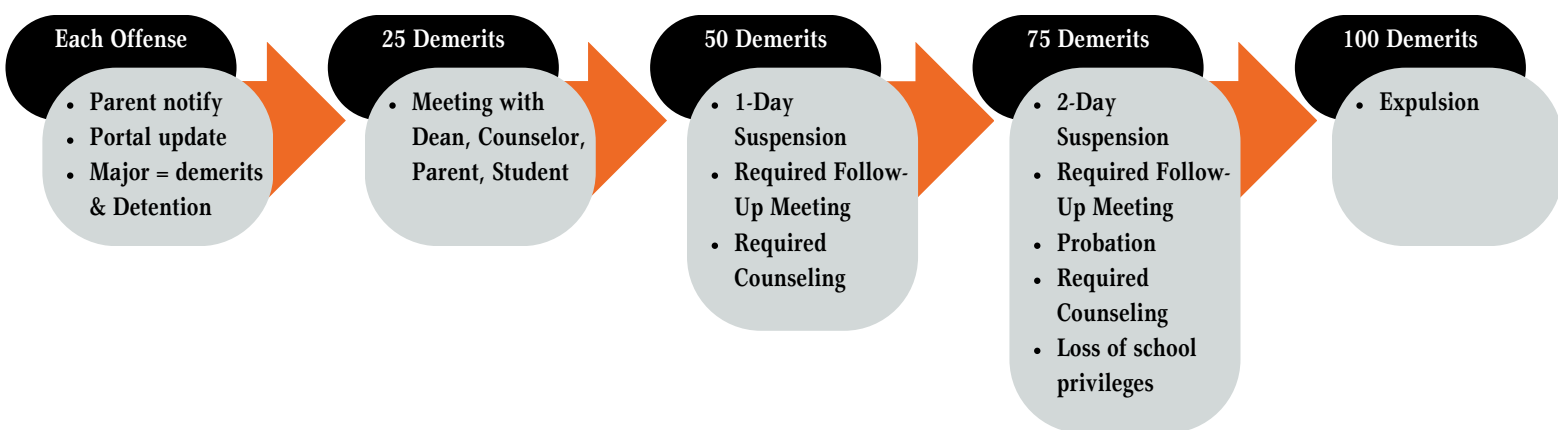 Each Offense
• Parent notify
• Portal update
• Major = demerits
& Detention
25 Demerits
• Meeting with
Dean, Counselor,
Parent, Student
50 Demerits
• 1-Day
Suspension
• Required Follow-
Up Meeting
• Required
Counseling
75 Demerits
• 2-Day
Suspension
• Required Follow-
Up Meeting
• Probation
• Required
Counseling
• Loss of school
privileges
100 Demerits
• Expulsion